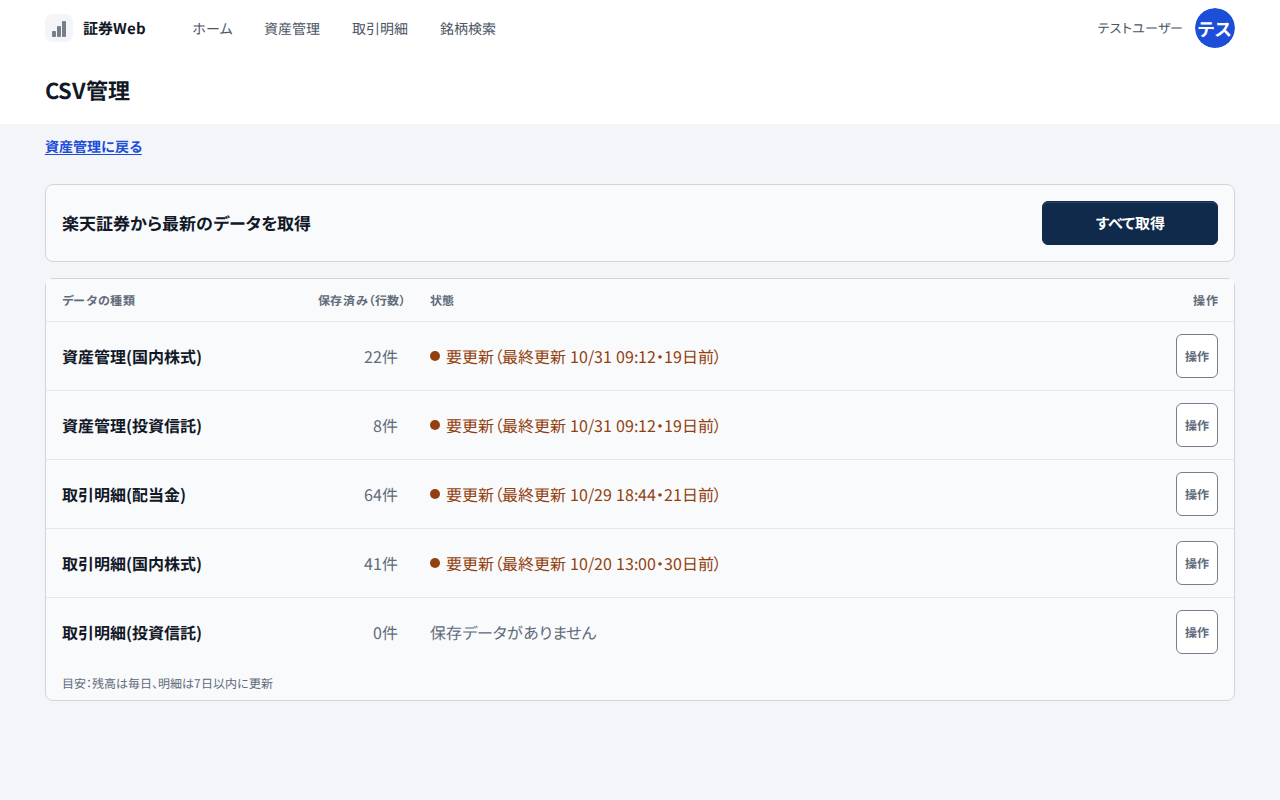 証券Web ホーム 資産管理 取引明細 銘柄検索 テストユーザー テス
CSV管理
資産管理に戻る
楽天証券から最新のデータを取得 すべて取得
データの種類 保存済み(行数) 状態 操作
資産管理(国内株式) 22件 要更新(最終更新 10/31 09:12・19日前) 操作
資産管理(投資信託) 8件 要更新(最終更新 10/31 09:12・19日前) 操作
取引明細(配当金) 64件 要更新(最終更新 10/29 18:44・21日前) 操作
取引明細(国内株式) 41件 要更新(最終更新 10/20 13:00・30日前) 操作
取引明細(投資信託) 0件 保存データがありません 操作
目安:残高は毎日、明細は7日以内に更新